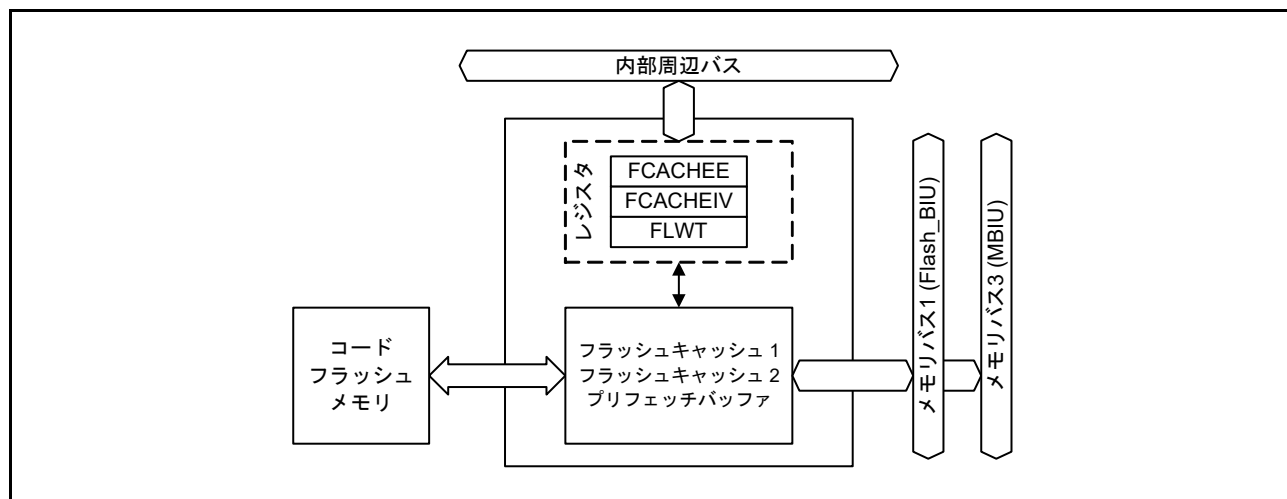 内部周辺バス
レジスタ
FCACHEE
FCACHEIV
FLWT
コード
フラッシュ
メモリ
フラッシュキャッシュ 1
フラッシュキャッシュ 2
プリフェッチバッファ
メモリバス1 (Flash_BIU)
メモリバス3 (MBIU)